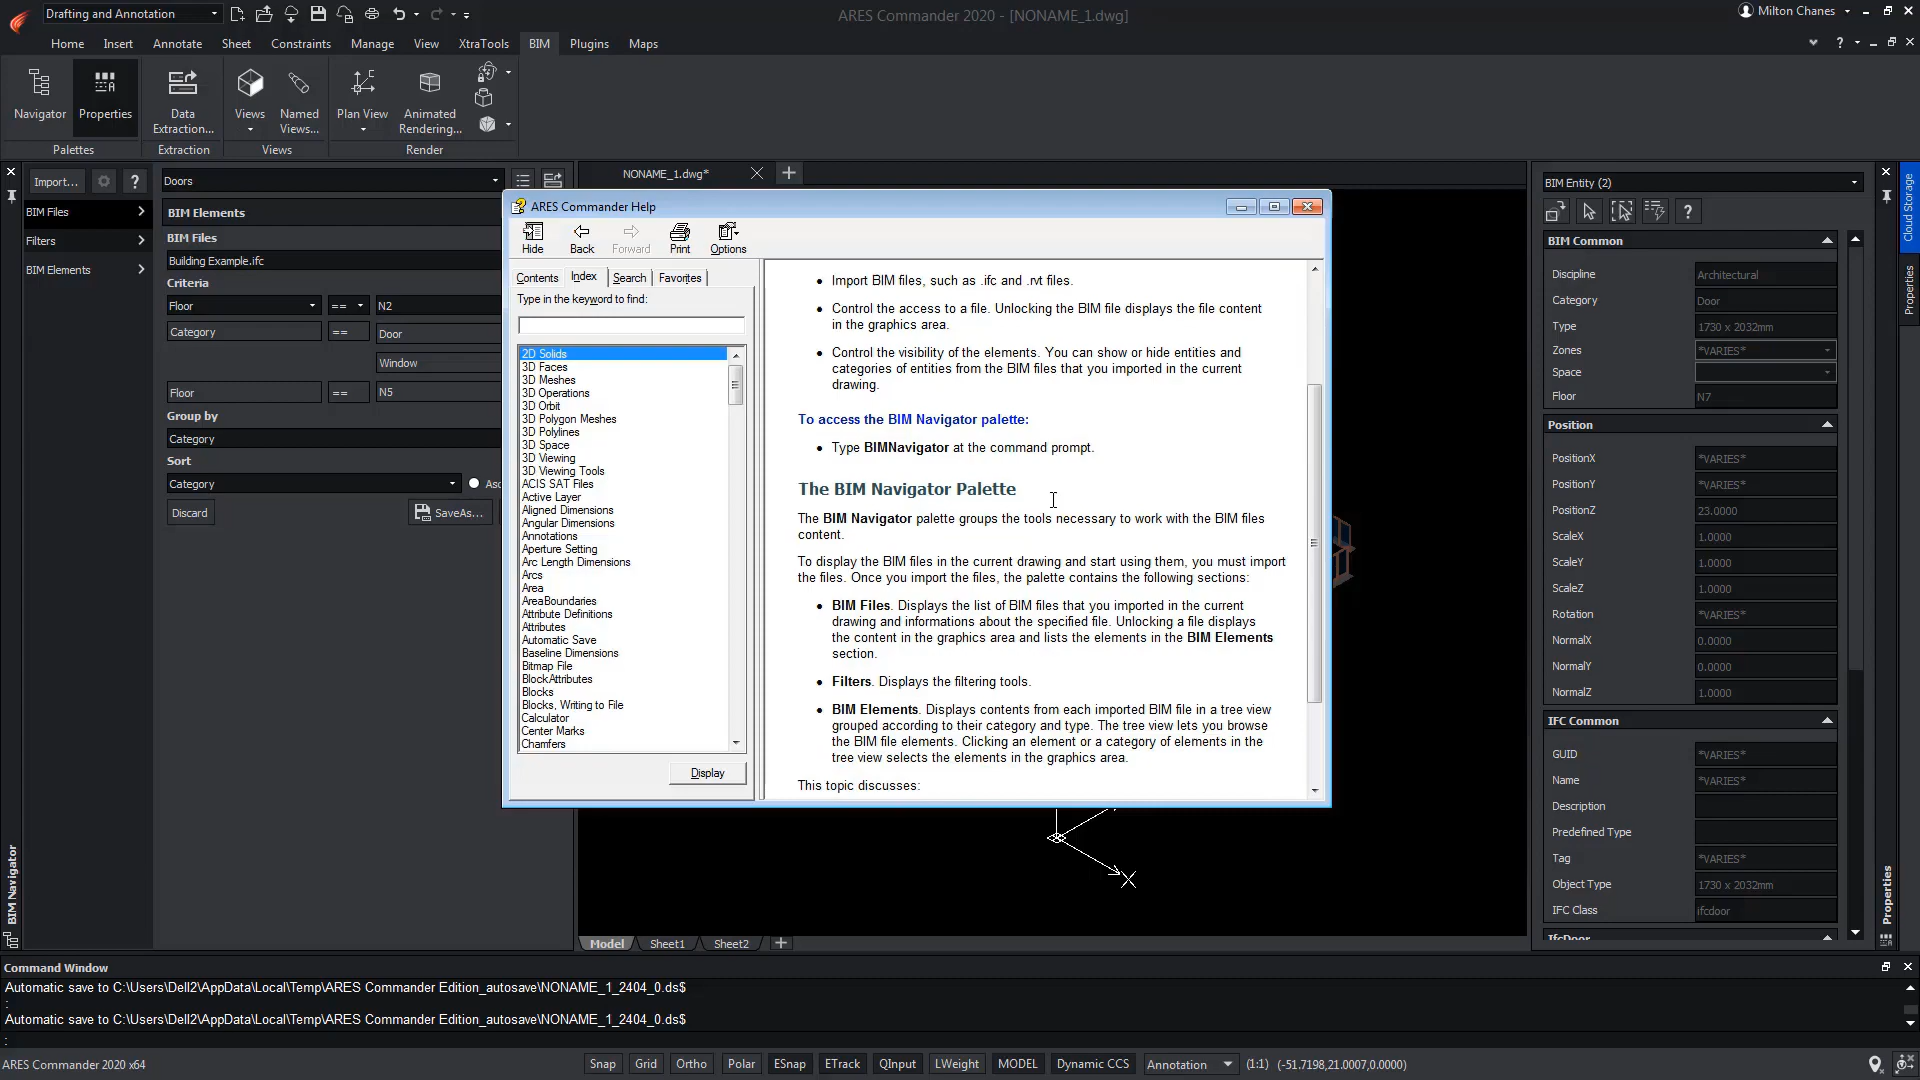 Drafting and Annotation
ARES Commander 2020 - [NONAME_1.dwg]
Milton Chanes
Home Insert Annotate Sheet Constraints Manage View XtraTools BIM Plugins Maps
Navigator
Properties
Data
Extraction...
Views
Named
Views...
Plan View
Animated
Rendering...
Palettes
Extraction
Views
Render
Import...
?
BIM Files
Filters
BIM Elements
BIM Navigator
Doors
BIM Elements
BIM Files
Building Example.ifc
Criteria
Floor == N2
Category == Door
Window
Floor == N5
Group by
Category
Sort
Category
Asc
Discard
SaveAs...
NONAME_1.dwg*
ARES Commander Help
Hide Back Forward Print Options
Contents Index Search Favorites
Type in the keyword to find:
2D Solids
3D Faces
3D Meshes
3D Operations
3D Orbit
3D Polygon Meshes
3D Polylines
3D Space
3D Viewing
3D Viewing Tools
ACIS SAT Files
Active Layer
Aligned Dimensions
Angular Dimensions
Annotations
Aperture Setting
Arc Length Dimensions
Arcs
Area
AreaBoundaries
Attribute Definitions
Attributes
Automatic Save
Baseline Dimensions
Bitmap File
BlockAttributes
Blocks
Blocks, Writing to File
Calculator
Center Marks
Chamfers
Display
• Import BIM files, such as .ifc and .rvt files.
• Control the access to a file. Unlocking the BIM file displays the file content
in the graphics area.
• Control the visibility of the elements. You can show or hide entities and
categories of entities from the BIM files that you imported in the current
drawing.
To access the BIM Navigator palette:
• Type BIMNavigator at the command prompt.
The BIM Navigator Palette
The BIM Navigator palette groups the tools necessary to work with the BIM files
content.
To display the BIM files in the current drawing and start using them, you must import
the files. Once you import the files, the palette contains the following sections:
• BIM Files. Displays the list of BIM files that you imported in the current
drawing and informations about the specified file. Unlocking a file displays
the content in the graphics area and lists the elements in the BIM Elements
section.
• Filters. Displays the filtering tools.
• BIM Elements. Displays contents from each imported BIM file in a tree view
grouped according to their category and type. The tree view lets you browse
the BIM file elements. Clicking an element or a category of elements in the
tree view selects the elements in the graphics area.
This topic discusses:
X
Model Sheet1 Sheet2
BIM Entity (2)
BIM Common
Discipline Architectural
Category Door
Type 1730 x 2032mm
Zones *VARIES*
Space
Floor N7
Position
PositionX *VARIES*
PositionY *VARIES*
PositionZ 23.0000
ScaleX 1.0000
ScaleY 1.0000
ScaleZ 1.0000
Rotation *VARIES*
NormalX 0.0000
NormalY 0.0000
NormalZ 1.0000
IFC Common
GUID *VARIES*
Name *VARIES*
Description
Predefined Type
Tag *VARIES*
Object Type 1730 x 2032mm
IFC Class ifcdoor
IfcDoor
Properties
Cloud Storage
Properties
Command Window
Automatic save to C:\Users\Dell2\AppData\Local\Temp\ARES Commander Edition_autosave\NONAME_1_2404_0.ds$
:
Automatic save to C:\Users\Dell2\AppData\Local\Temp\ARES Commander Edition_autosave\NONAME_1_2404_0.ds$
:
ARES Commander 2020 x64
Snap Grid Ortho Polar ESnap ETrack QInput LWeight MODEL Dynamic CCS Annotation (1:1) (-51.7198,21.0007,0.0000)